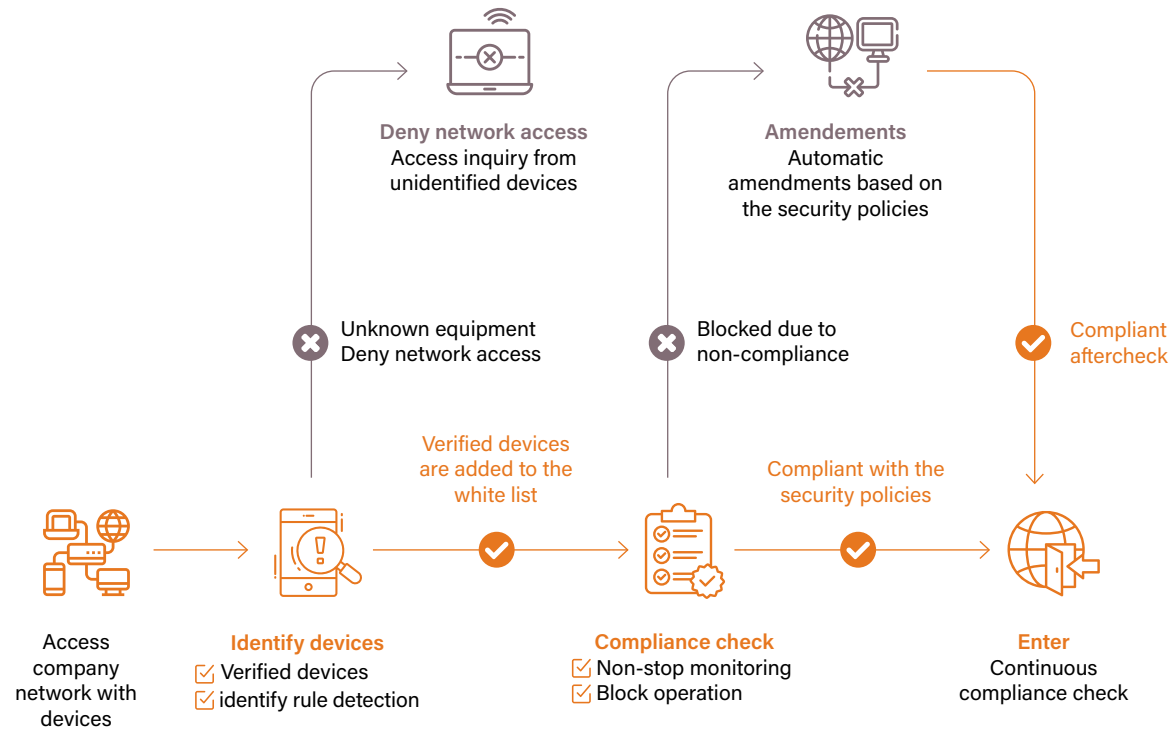 Deny network access
Access inquiry from
unidentified devices
Amendements
Automatic
amendments based on
the security policies
Unknown equipment
Deny network access
Blocked due to
non-compliance
Compliant
aftercheck
Verified devices
are added to the
white list
Compliant with the
security policies
Access
company
network with
devices
Identify devices
Verified devices
identify rule detection
Compliance check
Non-stop monitoring
Block operation
Enter
Continuous
compliance check